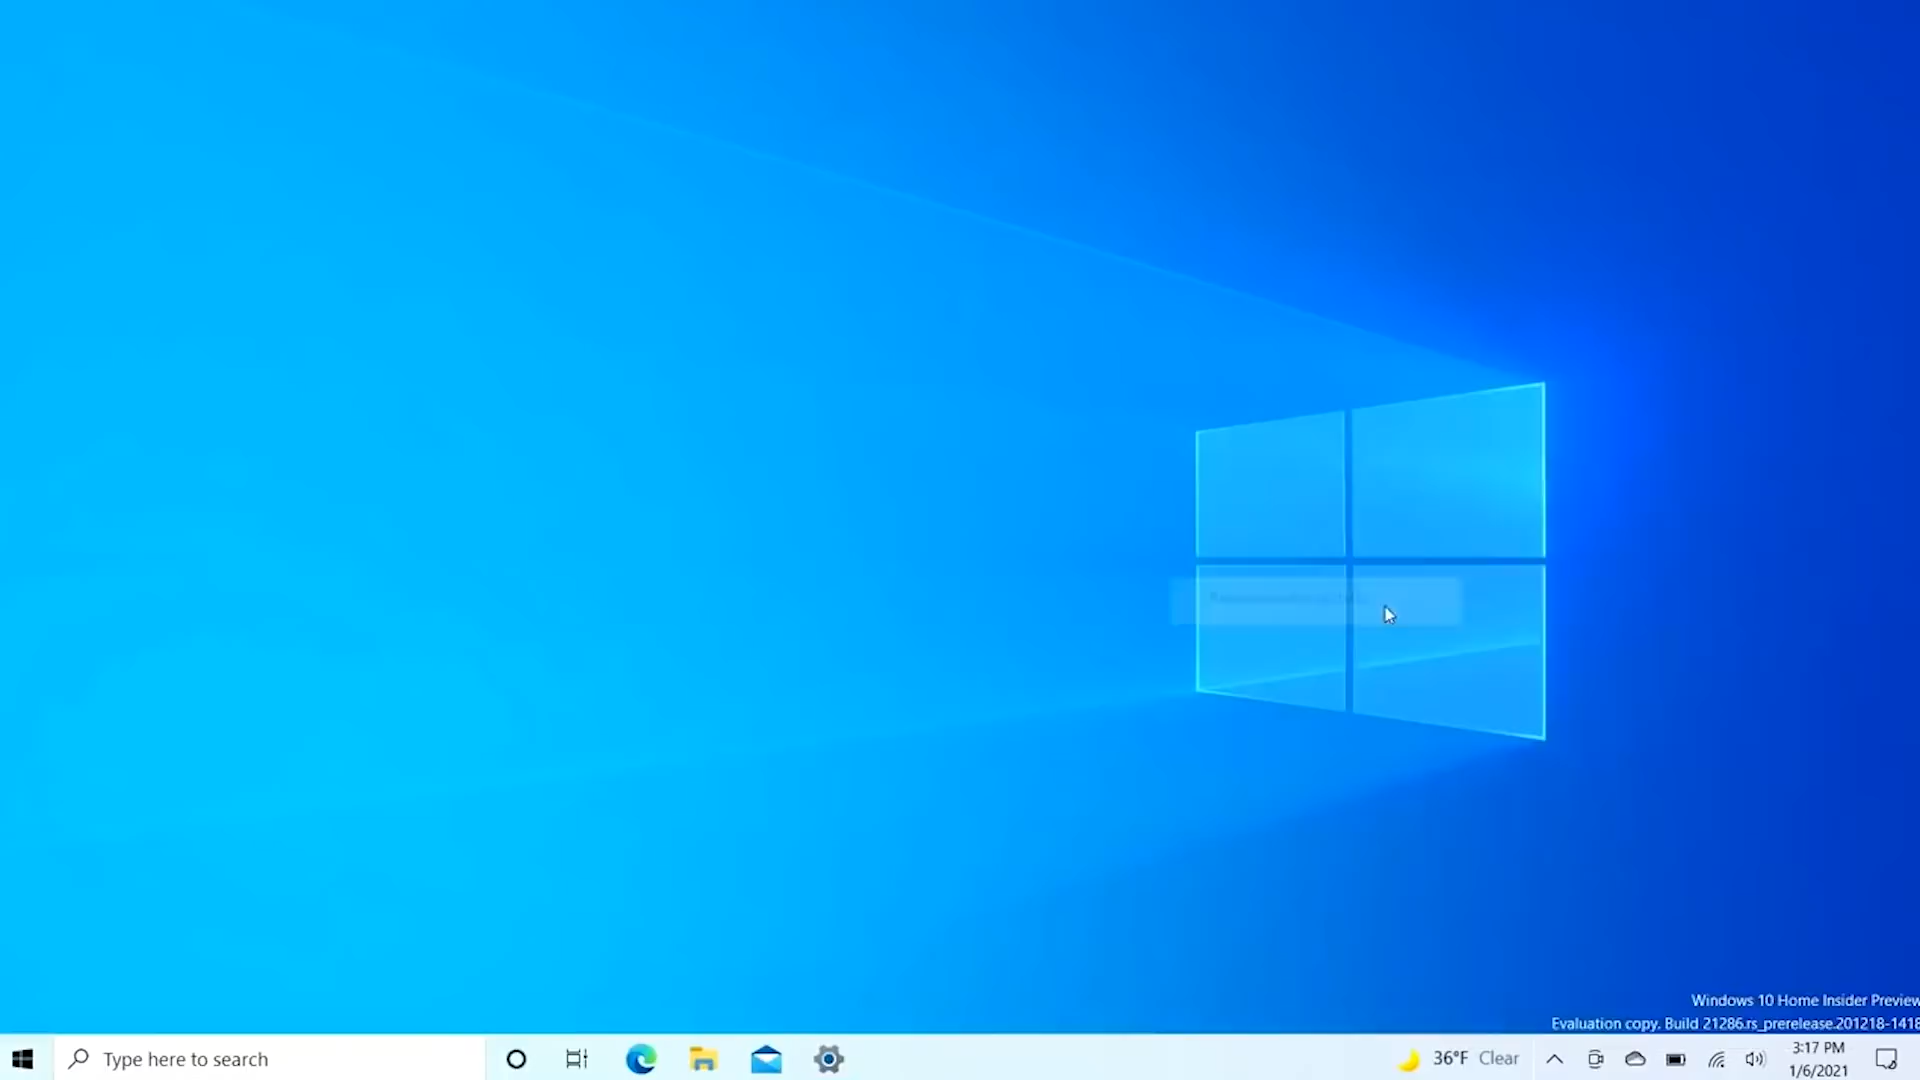 Windows 10 Home Insider Preview
Evaluation copy. Build 21286.rs_prerelease.201218-1418
Type here to search
36°F Clear
3:17 PM
1/6/2021